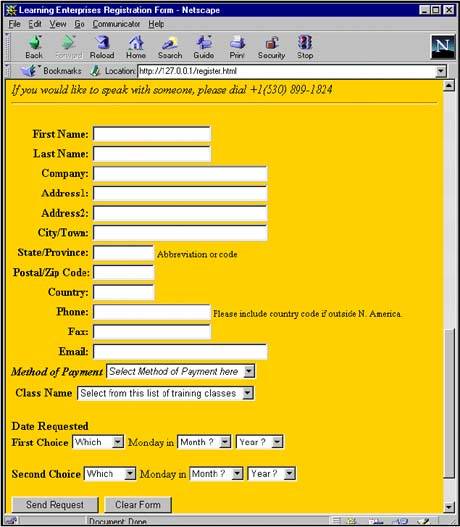 Learning Enterprises Registration Form - Netscape
File Edit View Go Communicator Help
Back Forward Reload Home Search Guide Print Security Stop
N
Bookmarks Location: http://127.0.0.1/register.html
If you would like to speak with someone, please dial +1(530) 899-1824
First Name:
Last Name:
Company:
Address1:
Address2:
City/Town:
State/Province: Abbreviation or code
Postal/Zip Code:
Country:
Phone: Please include country code if outside N. America.
Fax:
Email:
Method of Payment Select Method of Payment here
Class Name Select from this list of training classes
Date Requested
First Choice Which Monday in Month ? Year ?
Second Choice Which Monday in Month ? Year ?
Send Request Clear Form
Document: Done